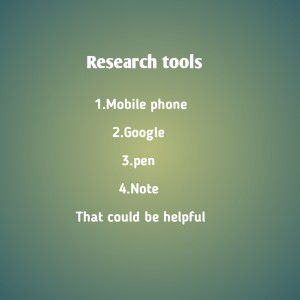 Research tools
1.Mobile phone
2.Google
3.pen
4.Note
That could be helpful